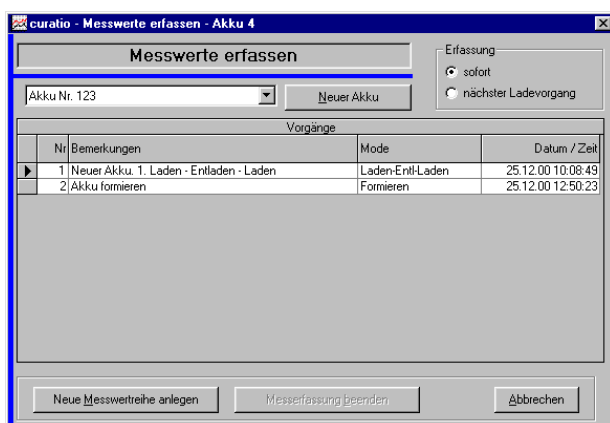 curatio - Messwerte erfassen - Akku 4
Messwerte erfassen
Erfassung
sofort
nächster Ladevorgang
Akku Nr. 123
Neuer Akku
Vorgänge
Nr Bemerkungen Mode Datum / Zeit
1 Neuer Akku. 1. Laden - Entladen - Laden Laden-Entl-Laden 25.12.00 10:08:49
2 Akku formieren Formieren 25.12.00 12:50:23
Neue Messwertreihe anlegen Messerfassung beenden Abbrechen